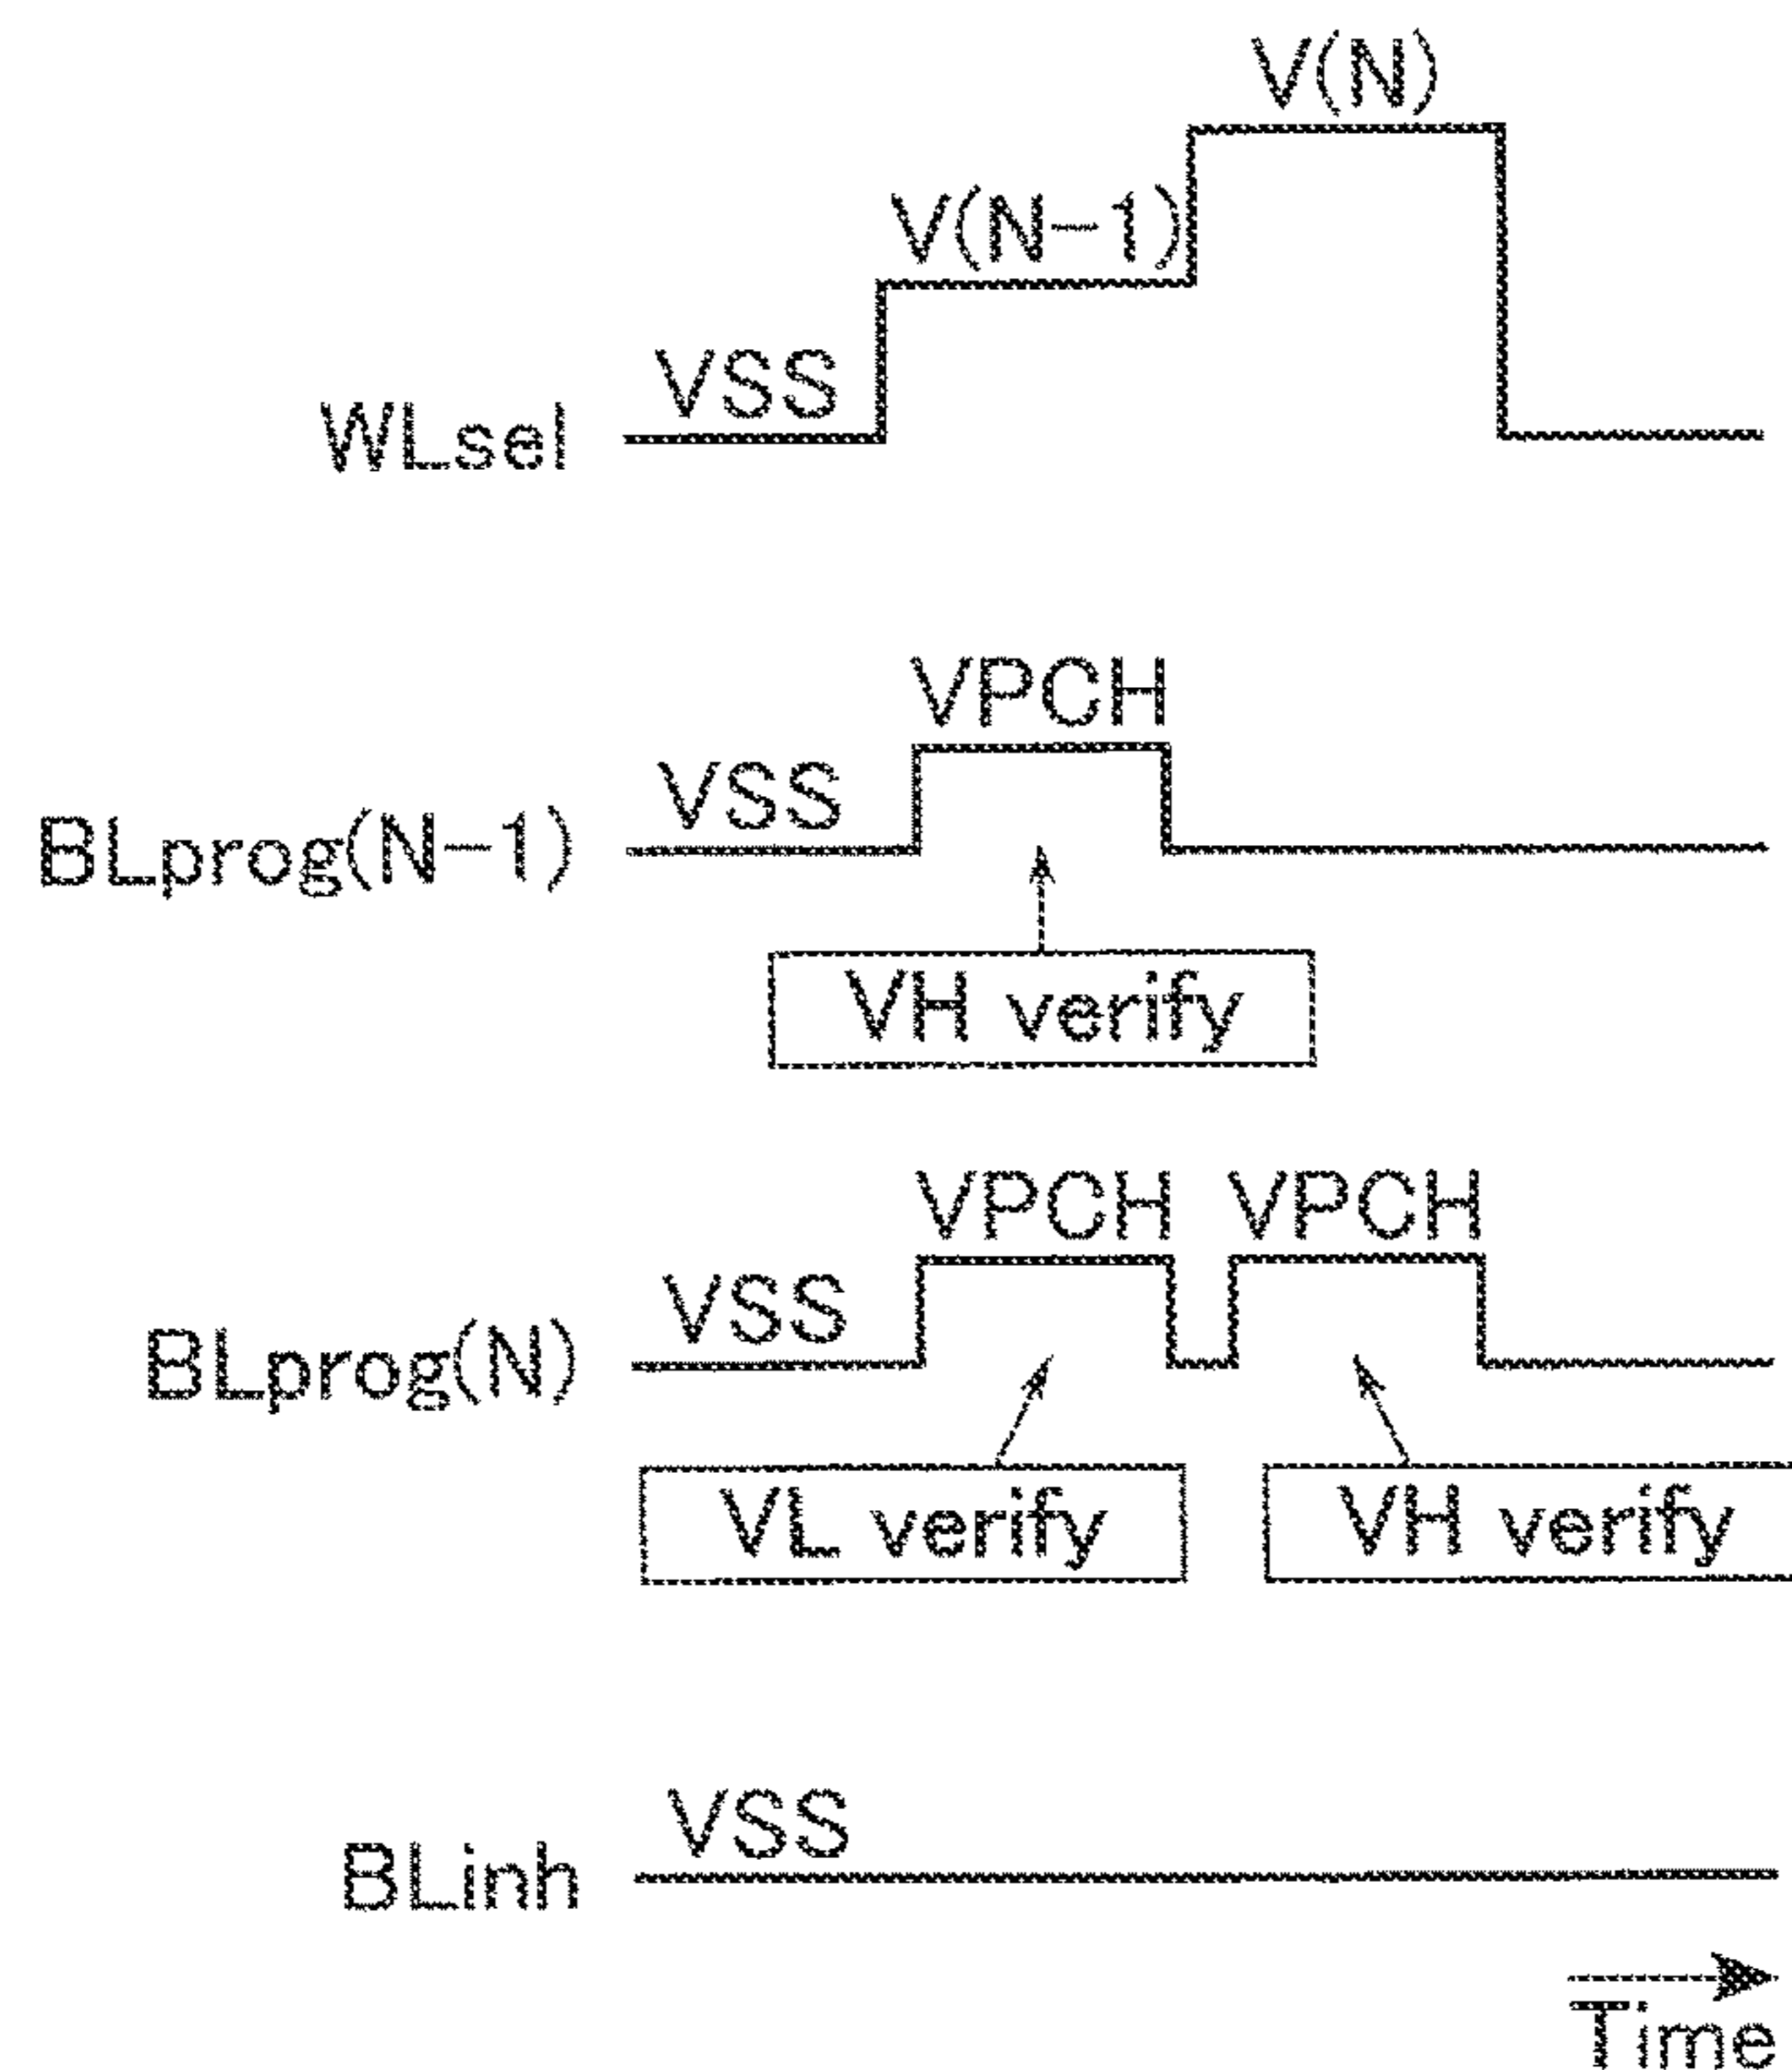 V(N)
V(N-1)
VSS
WLsel
VPCH
VSS
BLprog(N-1)
VH verify
VPCH VPCH
VSS
BLprog(N)
VL verify VH verify
VSS
BLinh
Time